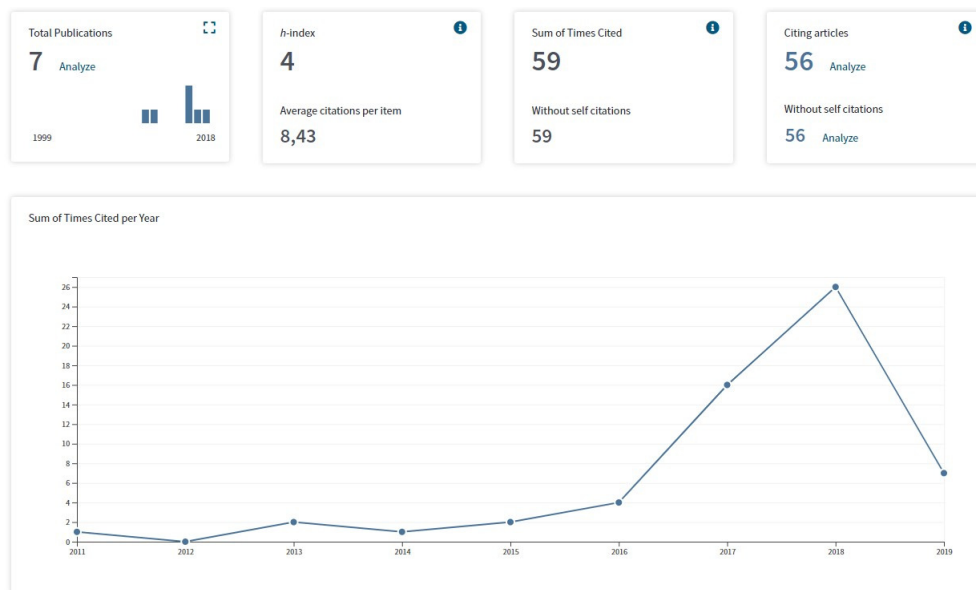 Total Publications
7 Analyze
1999 2018
h-index
4
Average citations per item
8,43
Sum of Times Cited
59
Without self citations
59
Citing articles
56 Analyze
Without self citations
56 Analyze
Sum of Times Cited per Year
26
24
22
20
18
16
14
12
10
8
6
4
2
0
2011 2012 2013 2014 2015 2016 2017 2018 2019